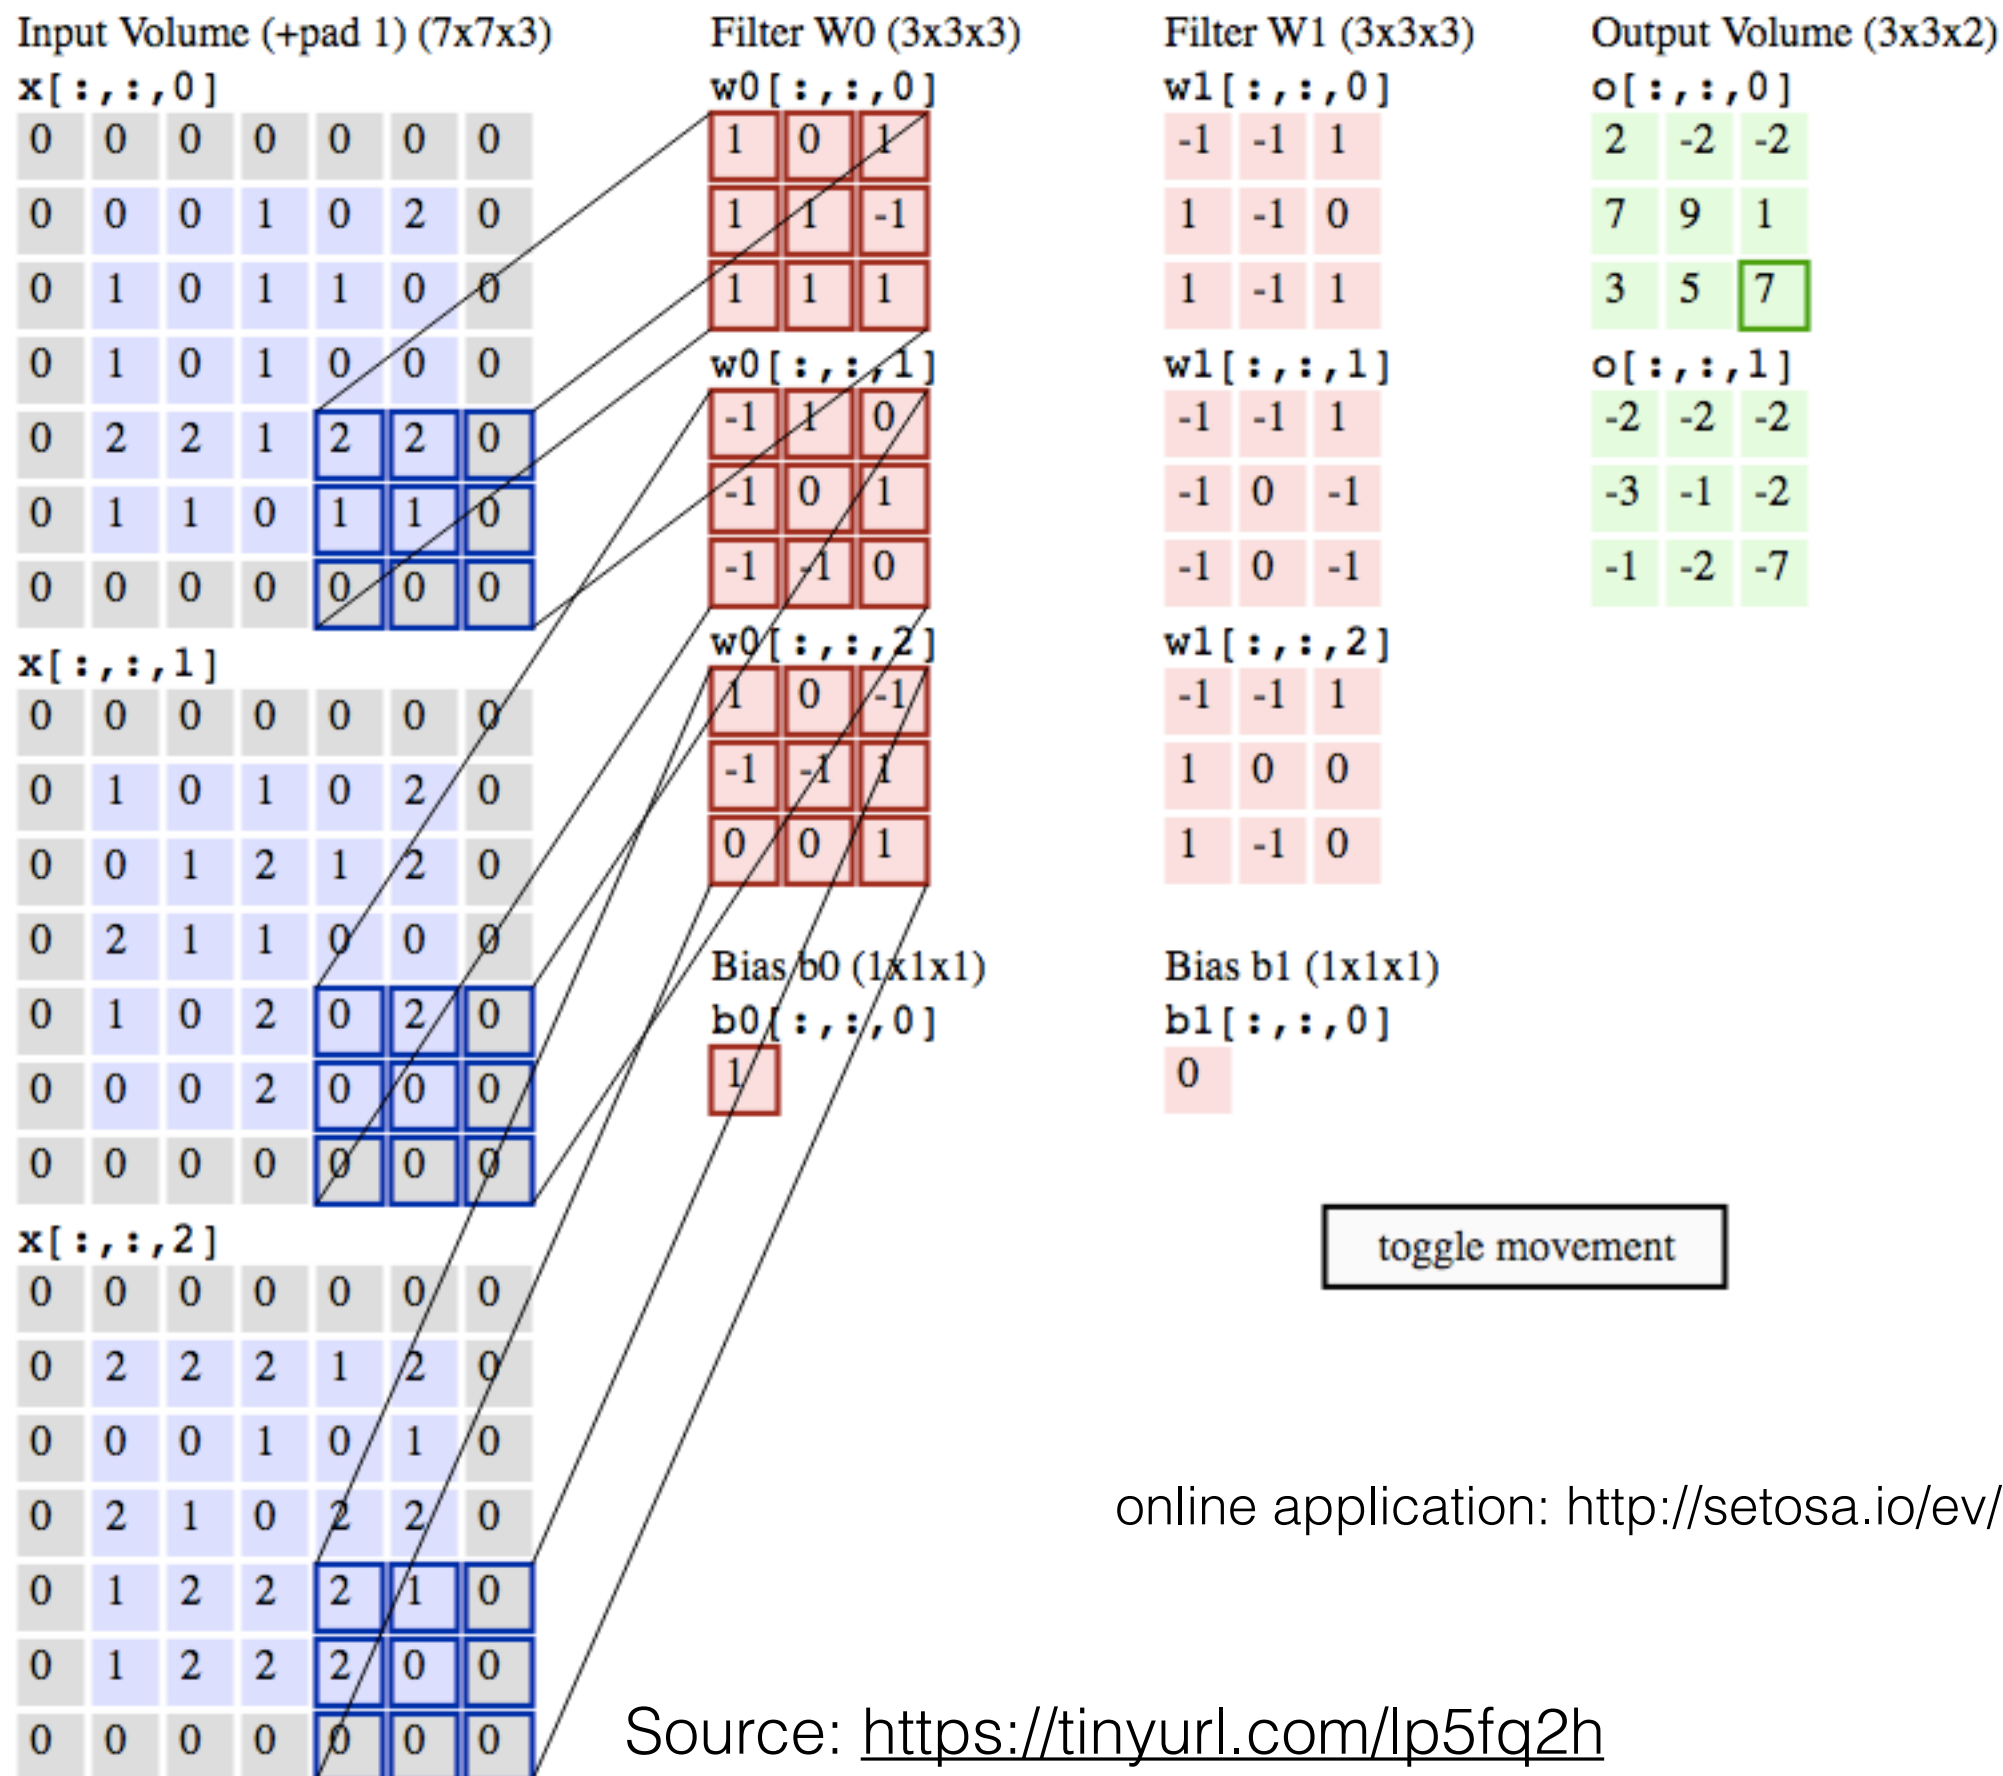 Input Volume (+pad 1) (7x7x3)
x[:,:,0]
0 0 0 0 0 0 0
0 0 0 1 0 2 0
0 1 0 1 1 0 0
0 1 0 1 0 0 0
0 2 2 1 2 2 0
0 1 1 0 1 1 0
0 0 0 0 0 0 0
x[:,:,1]
0 0 0 0 0 0 0
0 1 0 1 0 2 0
0 0 1 2 1 2 0
0 2 1 1 0 0 0
0 1 0 2 0 2 0
0 0 0 2 0 0 0
0 0 0 0 0 0 0
x[:,:,2]
0 0 0 0 0 0 0
0 2 2 2 1 2 0
0 0 0 1 0 1 0
0 2 1 0 2 2 0
0 1 2 2 2 1 0
0 1 2 2 2 0 0
0 0 0 0 0 0 0
Filter W0 (3x3x3)
w0[:,:,0]
1 0 1
1 1 -1
1 1 1
w0[:,:,1]
-1 1 0
-1 0 1
-1 -1 0
w0[:,:,2]
1 0 -1
-1 -1 1
0 0 1
Bias b0 (1x1x1)
b0[:,:,0]
1
Filter W1 (3x3x3)
w1[:,:,0]
-1 -1 1
1 -1 0
1 -1 1
w1[:,:,1]
-1 -1 1
-1 0 -1
-1 0 -1
w1[:,:,2]
-1 -1 1
1 0 0
1 -1 0
Bias b1 (1x1x1)
b1[:,:,0]
0
Output Volume (3x3x2)
o[:,:,0]
2 -2 -2
7 9 1
3 5 7
o[:,:,1]
-2 -2 -2
-3 -1 -2
-1 -2 -7
toggle movement
online application: http://setosa.io/ev/
Source: https://tinyurl.com/lp5fq2h